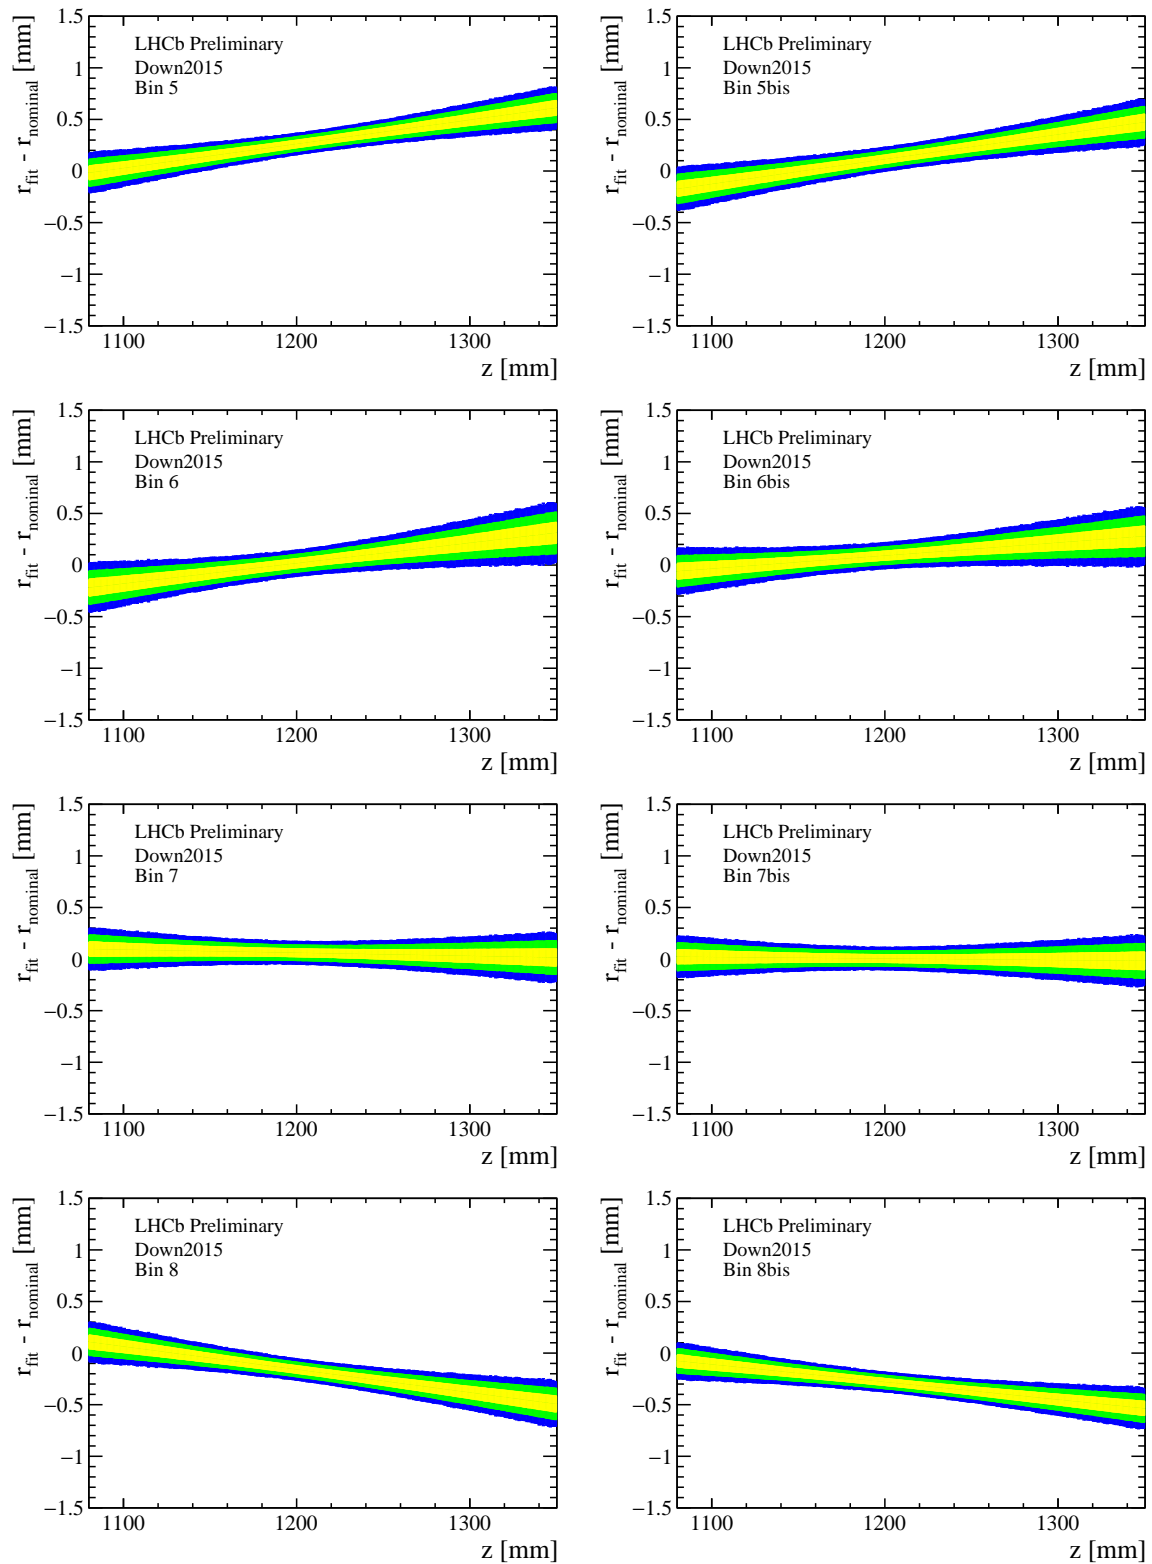 r_fit - r_nominal [mm]
1.5
1
0.5
0
−0.5
−1
−1.5
LHCb Preliminary
Down2015
Bin 5
1100 1200 1300
z [mm]
r_fit - r_nominal [mm]
1.5
1
0.5
0
−0.5
−1
−1.5
LHCb Preliminary
Down2015
Bin 5bis
1100 1200 1300
z [mm]
r_fit - r_nominal [mm]
1.5
1
0.5
0
−0.5
−1
−1.5
LHCb Preliminary
Down2015
Bin 6
1100 1200 1300
z [mm]
r_fit - r_nominal [mm]
1.5
1
0.5
0
−0.5
−1
−1.5
LHCb Preliminary
Down2015
Bin 6bis
1100 1200 1300
z [mm]
r_fit - r_nominal [mm]
1.5
1
0.5
0
−0.5
−1
−1.5
LHCb Preliminary
Down2015
Bin 7
1100 1200 1300
z [mm]
r_fit - r_nominal [mm]
1.5
1
0.5
0
−0.5
−1
−1.5
LHCb Preliminary
Down2015
Bin 7bis
1100 1200 1300
z [mm]
r_fit - r_nominal [mm]
1.5
1
0.5
0
−0.5
−1
−1.5
LHCb Preliminary
Down2015
Bin 8
1100 1200 1300
z [mm]
r_fit - r_nominal [mm]
1.5
1
0.5
0
−0.5
−1
−1.5
LHCb Preliminary
Down2015
Bin 8bis
1100 1200 1300
z [mm]